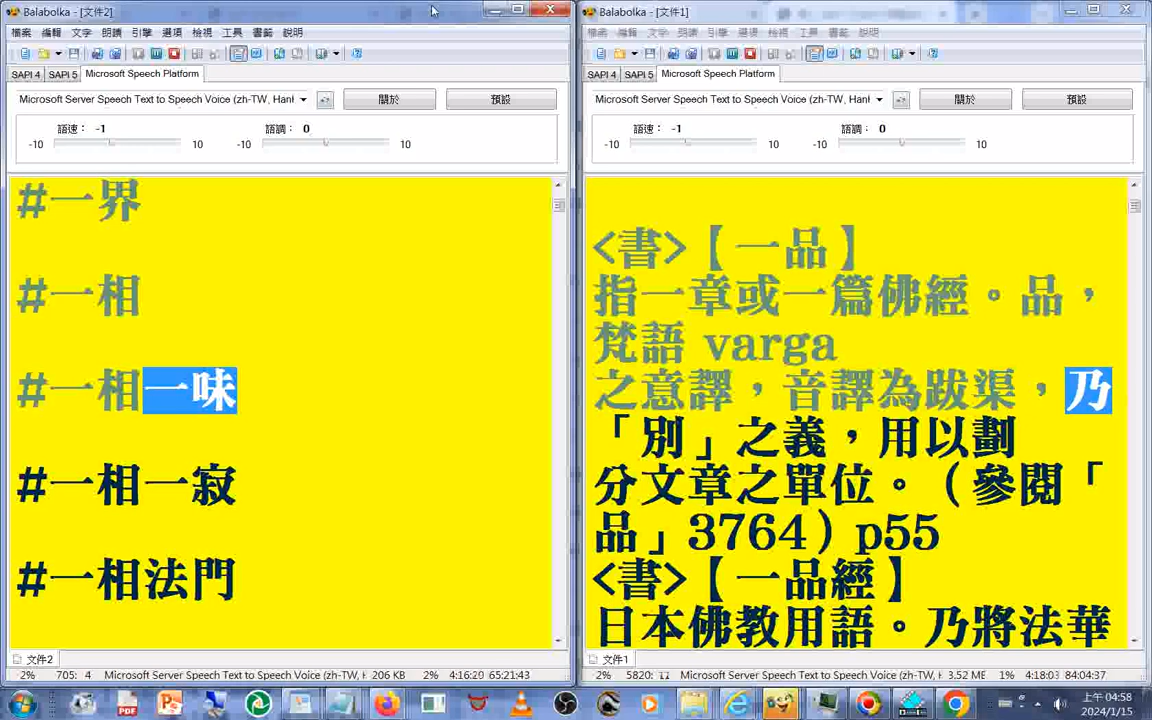 Balabolka - [文件2]
檔案 編輯 文字 朗讀 引擎 選項 檢視 工具 書籤 說明
SAPI 4 SAPI 5 Microsoft Speech Platform
Microsoft Server Speech Text to Speech Voice (zh-TW, Hanl
關於 預設
語速： -1 語調： 0
-10 10 -10 10
#一界
#一相
#一相一味
#一相一寂
#一相法門
文件2
2% 705: 4 Microsoft Server Speech Text to Speech Voice (zh-TW, H 206 KB 2% 4:16:29 65:21:43
Balabolka - [文件1]
檔案 編輯 文字 朗讀 引擎 選項 檢視 工具 書籤 說明
SAPI 4 SAPI 5 Microsoft Speech Platform
Microsoft Server Speech Text to Speech Voice (zh-TW, Hanl
關於 預設
語速： -1 語調： 0
-10 10 -10 10
<書>【一品】
指一章或一篇佛經。品，
梵語 varga
之意譯，音譯為跋渠，乃
「別」之義，用以劃
分文章之單位。（參閱「
品」3764）p55
<書>【一品經】
日本佛教用語。乃將法華
文件1
2% 5820: 11 Microsoft Server Speech Text to Speech Voice (zh-TW, H 3.52 ME 1% 4:18:03 84:04:37
上午 04:58
2024/1/15